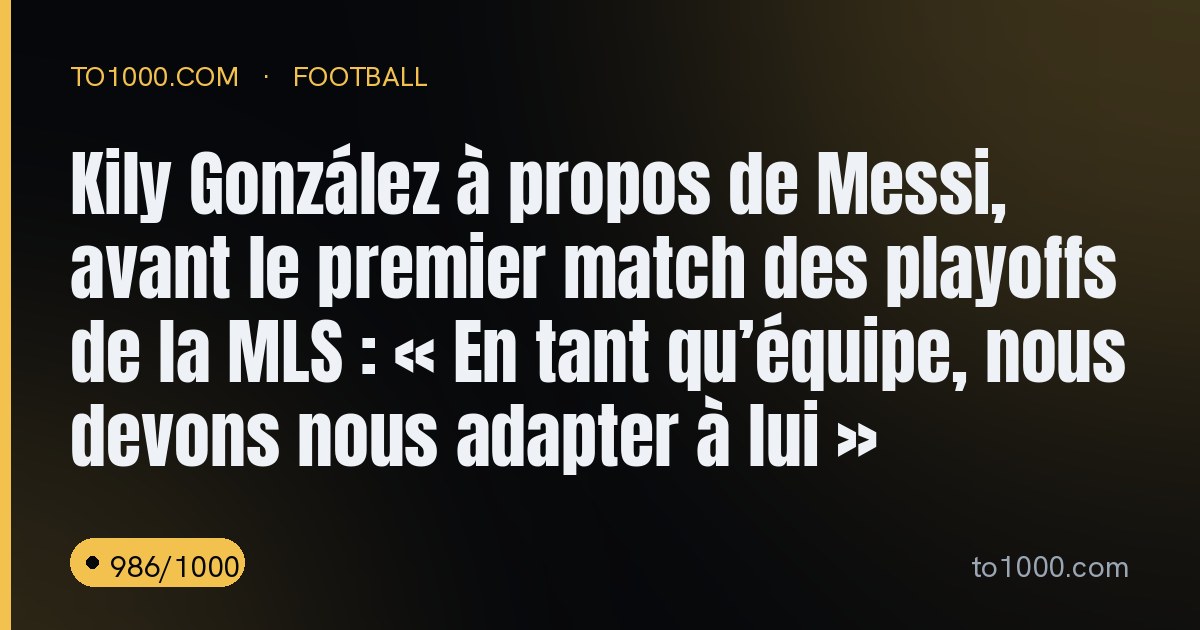 TO1000.COM · FOOTBALL
Kily González à propos de Messi,
avant le premier match des playoffs
de la MLS : « En tant qu’équipe, nous
devons nous adapter à lui »
986/1000
to1000.com